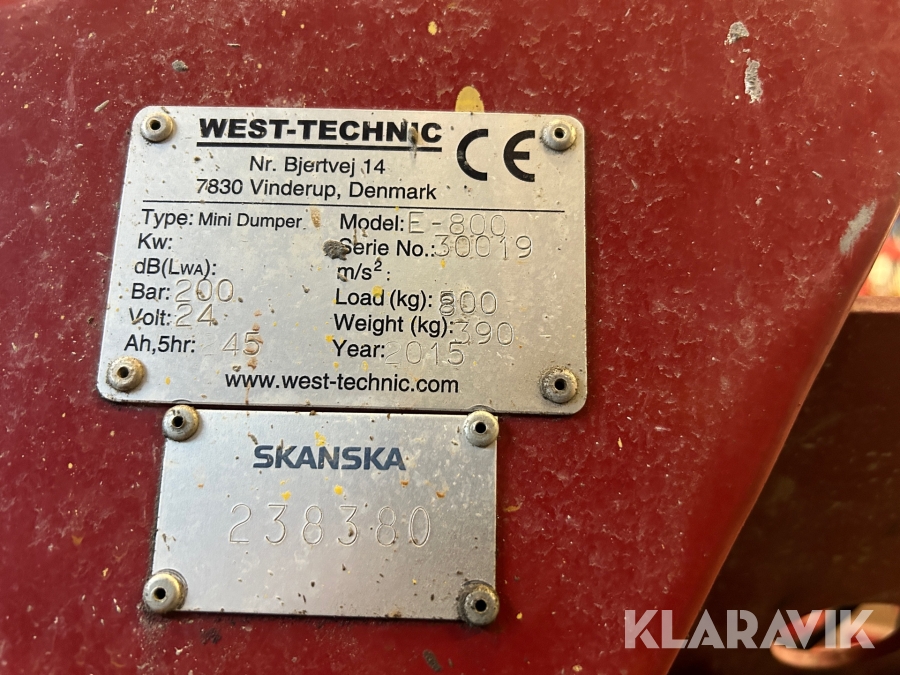 WEST-TECHNIC CE
Nr. Bjertvej 14
7830 Vinderup, Denmark
Type: Mini Dumper Model: E-800
Kw: Serie No.: 30019
dB(LWA): m/s²:
Bar: 200 Load (kg): 800
Volt: 24 Weight (kg): 390
Ah,5hr: 245 Year: 2015
www.west-technic.com
SKANSKA
238380
KLARAVIK